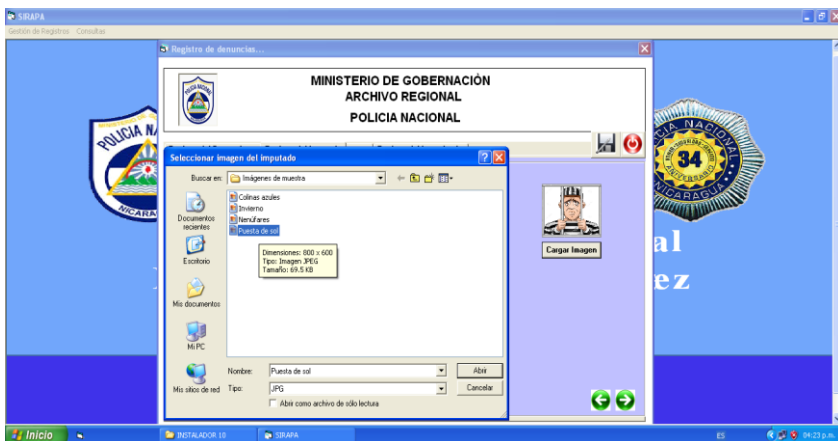 SIRAPA
Gestión de Registros Consultas
Registro de denuncias...
MINISTERIO DE GOBERNACIÓN
ARCHIVO REGIONAL
POLICIA NACIONAL
Seleccionar imagen del imputado
Buscar en: Imágenes de muestra
Colinas azules
Invierno
Nenúfares
Puesta de sol
Dimensiones: 800 x 600
Tipo: Imagen JPEG
Tamaño: 69.5 KB
Documentos recientes
Escritorio
Mis documentos
Mi PC
Mis sitios de red
Nombre: Puesta de sol Abrir
Tipo: JPG Cancelar
Abrir como archivo de sólo lectura
Cargar Imagen
POLICIA NA
NICARA
34
NICARAGUA
al
ez
Inicio
INSTALADOR 10
SIRAPA
ES
04:23 p.m.